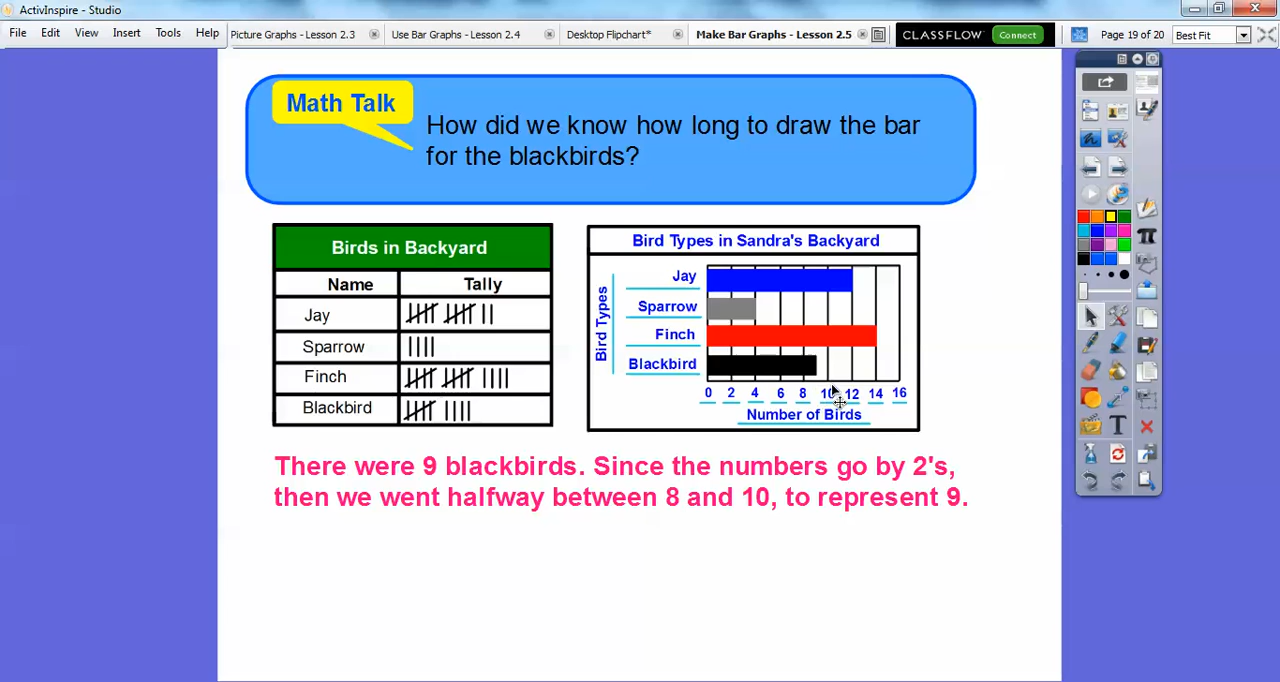 ActivInspire - Studio
File Edit View Insert Tools Help
Picture Graphs - Lesson 2.3
Use Bar Graphs - Lesson 2.4
Desktop Flipchart*
Make Bar Graphs - Lesson 2.5
CLASSFLOW Connect
Page 19 of 20
Best Fit
Math Talk
How did we know how long to draw the bar
for the blackbirds?
Birds in Backyard
Name Tally
Jay
Sparrow
Finch
Blackbird
Bird Types in Sandra's Backyard
Bird Types
Jay
Sparrow
Finch
Blackbird
0 2 4 6 8 10 12 14 16
Number of Birds
There were 9 blackbirds. Since the numbers go by 2's,
then we went halfway between 8 and 10, to represent 9.